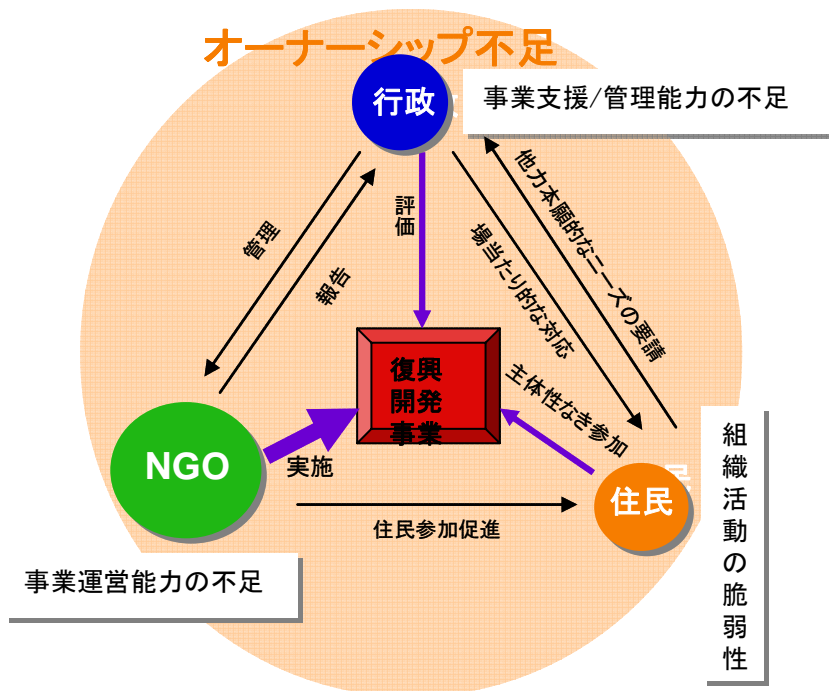 オーナーシップ不足
行政
事業支援/管理能力の不足
管理
報告
評価
場当たり的な対応
他力本願的なニーズの要請
復興
開発
事業
主体性なき参加
NGO
実施
住民
民
組織活動の脆弱性
住民参加促進
事業運営能力の不足